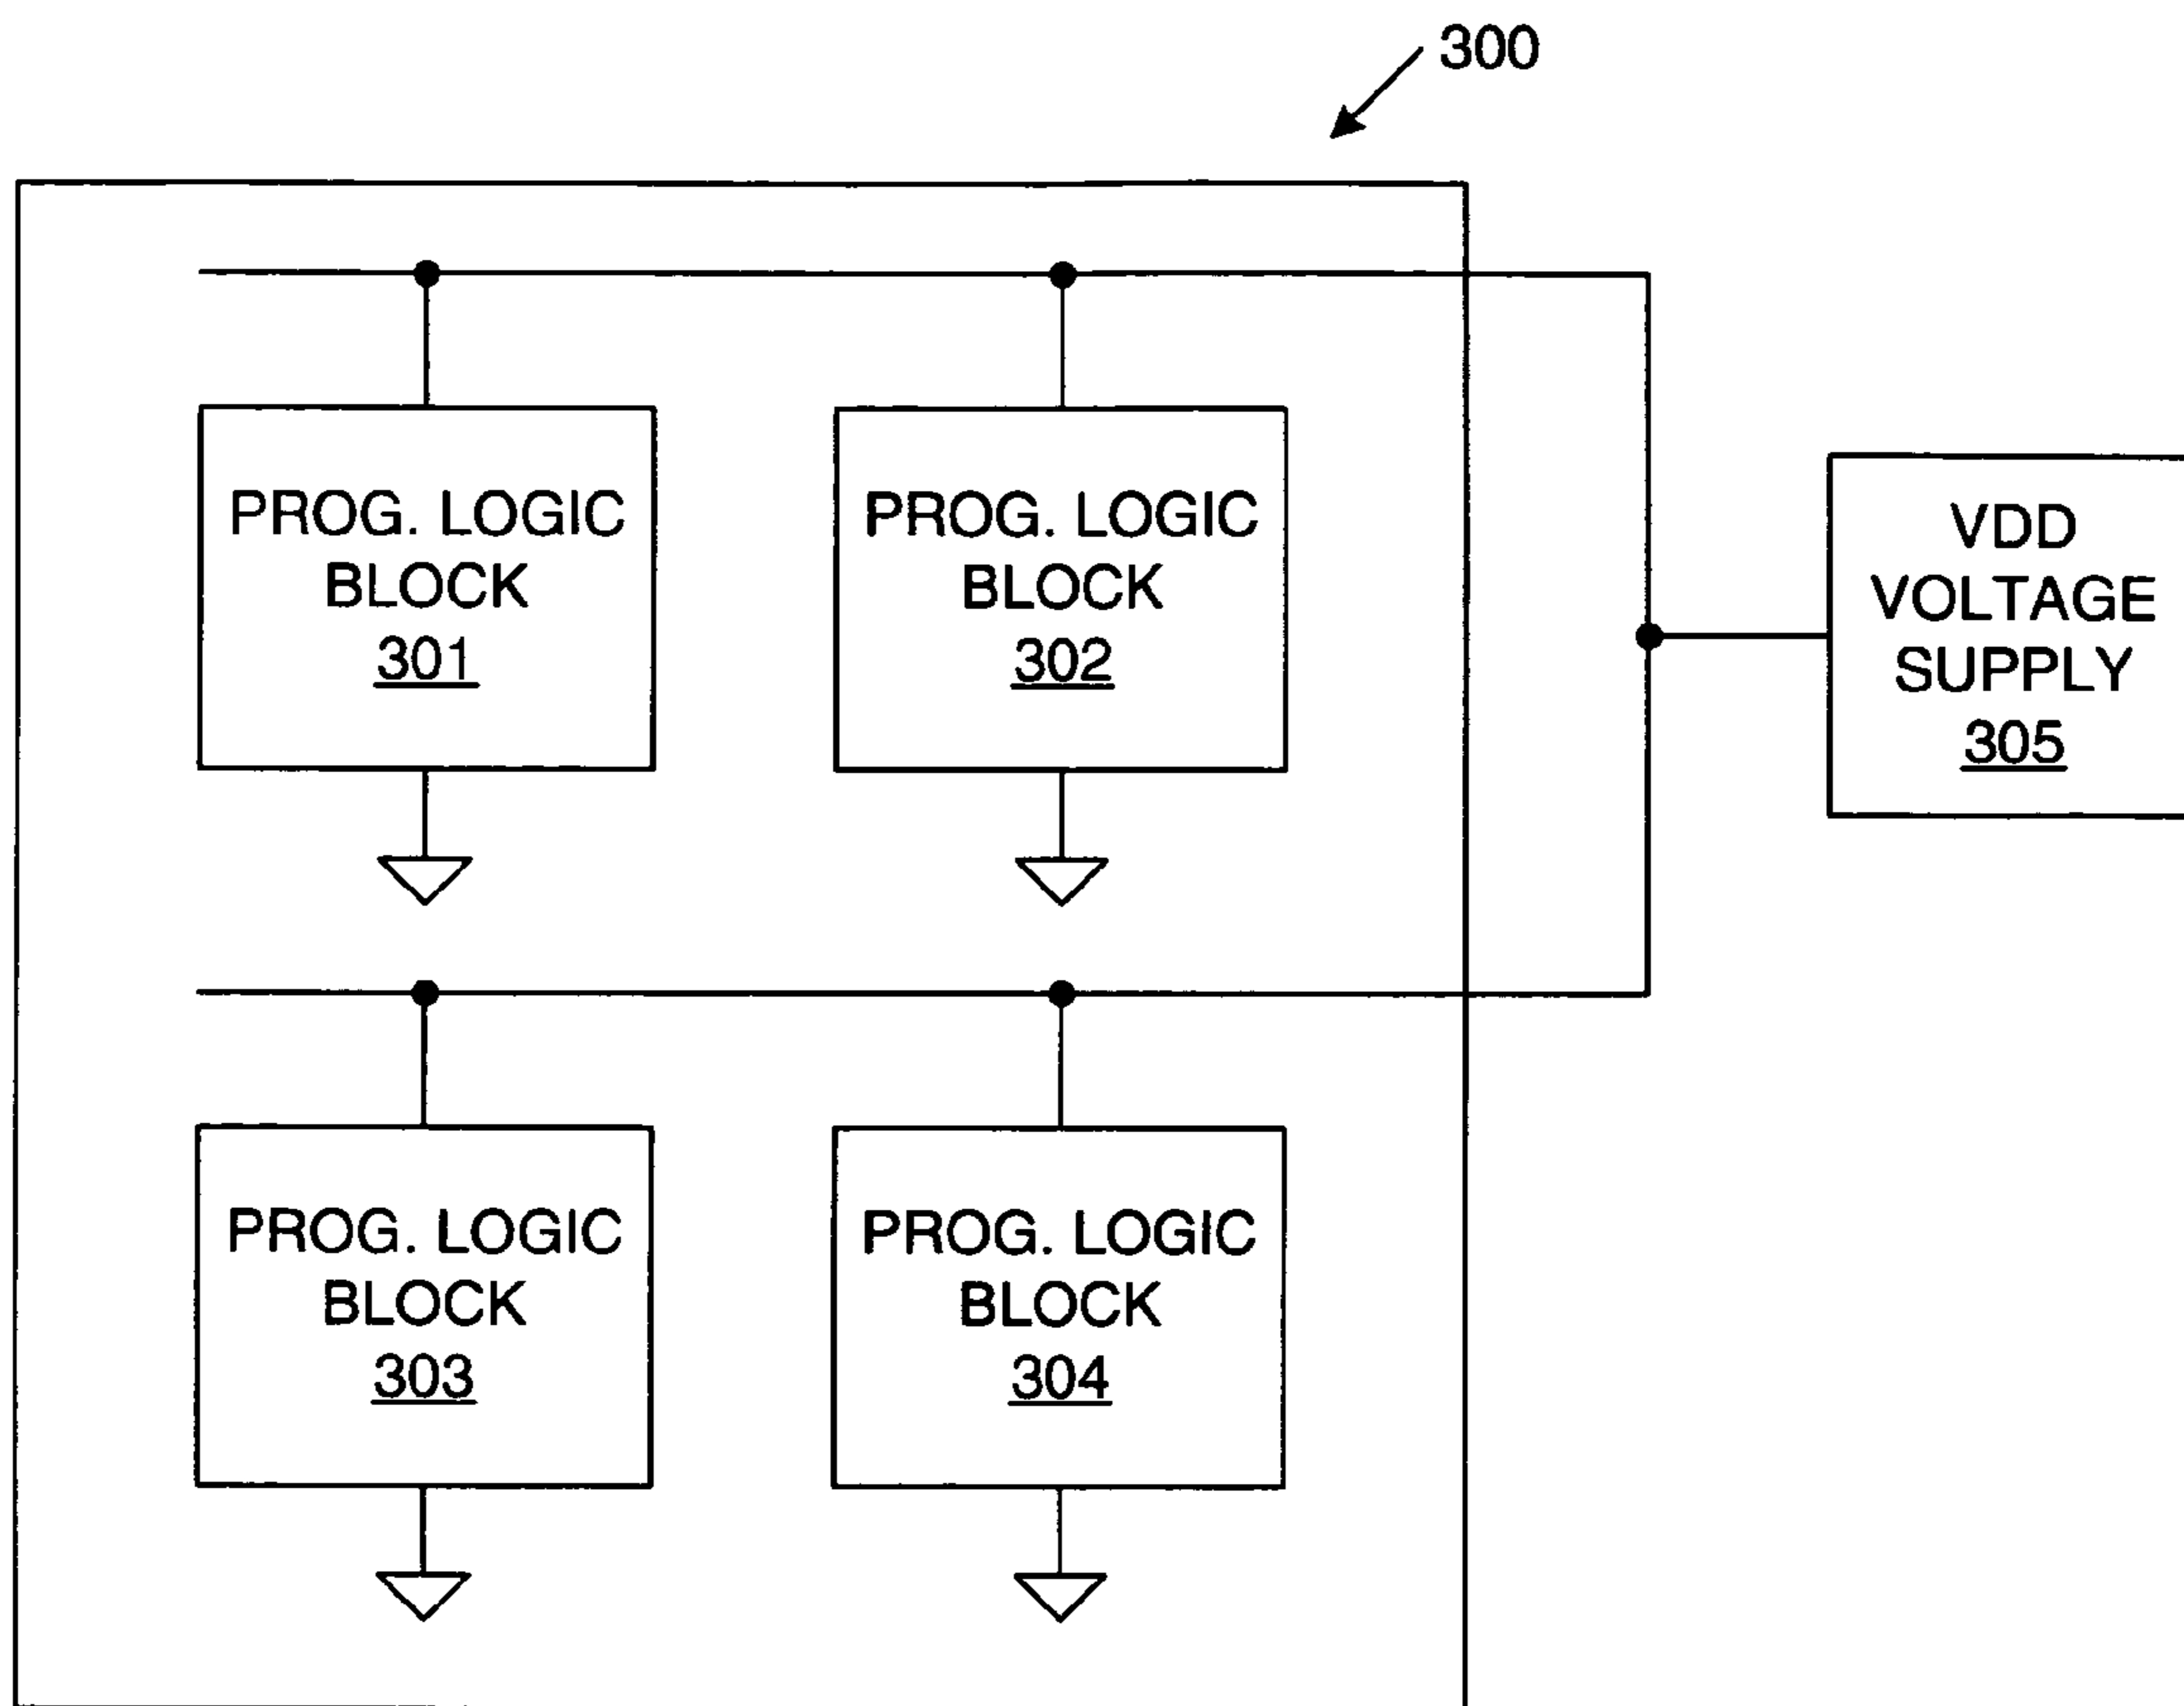 300
PROG. LOGIC
BLOCK
301
PROG. LOGIC
BLOCK
302
VDD
VOLTAGE
SUPPLY
305
PROG. LOGIC
BLOCK
303
PROG. LOGIC
BLOCK
304